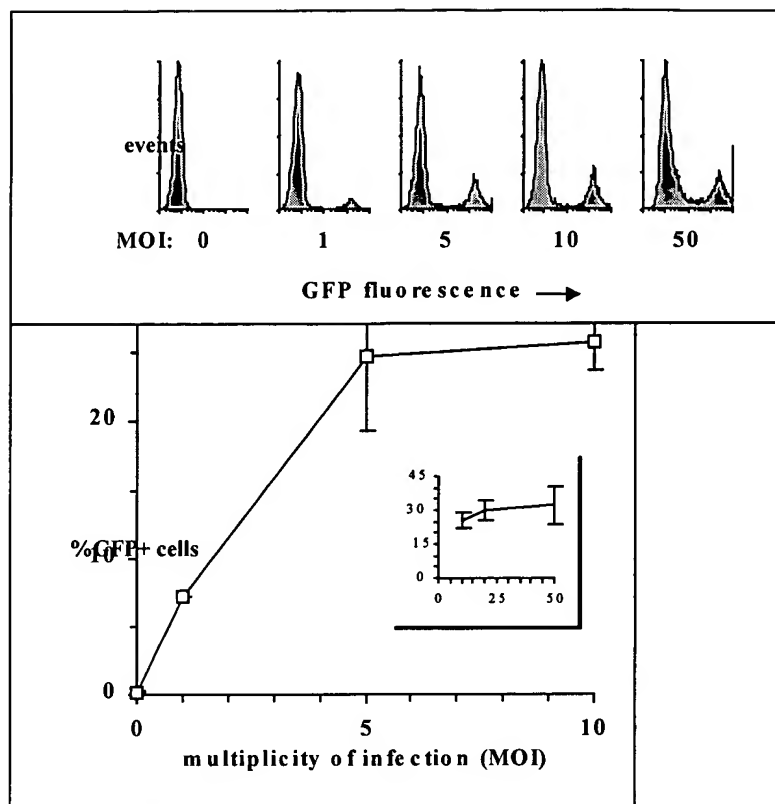 events
MOI: 0 1 5 10 50
GFP fluorescence →
20
10
0
%GFP+ cells
45
30
15
0
0 25 50
0 5 10
multiplicity of infection (MOI)